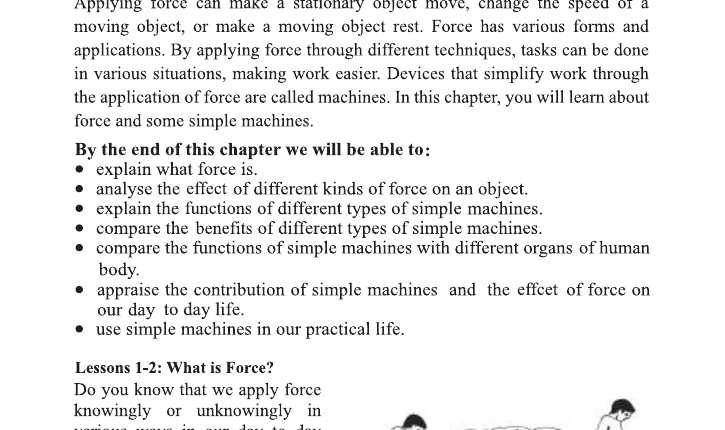 Applying force can make a stationary object move, change the speed of a
moving object, or make a moving object rest. Force has various forms and
applications. By applying force through different techniques, tasks can be done
in various situations, making work easier. Devices that simplify work through
the application of force are called machines. In this chapter, you will learn about
force and some simple machines.
By the end of this chapter we will be able to:
• explain what force is.
• analyse the effect of different kinds of force on an object.
• explain the functions of different types of simple machines.
• compare the benefits of different types of simple machines.
• compare the functions of simple machines with different organs of human
body.
• appraise the contribution of simple machines and the effcet of force on
our day to day life.
• use simple machines in our practical life.
Lessons 1-2: What is Force?
Do you know that we apply force
knowingly or unknowingly in
various ways in our day to day